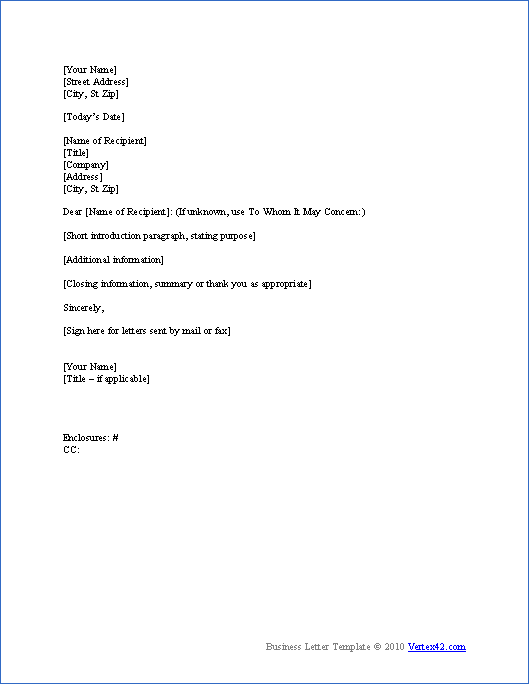 [Your Name]
[Street Address]
[City, St Zip]
[Today’s Date]
[Name of Recipient]
[Title]
[Company]
[Address]
[City, St Zip]
Dear [Name of Recipient]: (If unknown, use To Whom It May Concern:)
[Short introduction paragraph, stating purpose]
[Additional information]
[Closing information, summary or thank you as appropriate]
Sincerely,
[Sign here for letters sent by mail or fax]
[Your Name]
[Title – if applicable]
Enclosures: #
CC:
Business Letter Template © 2010 Vertex42.com